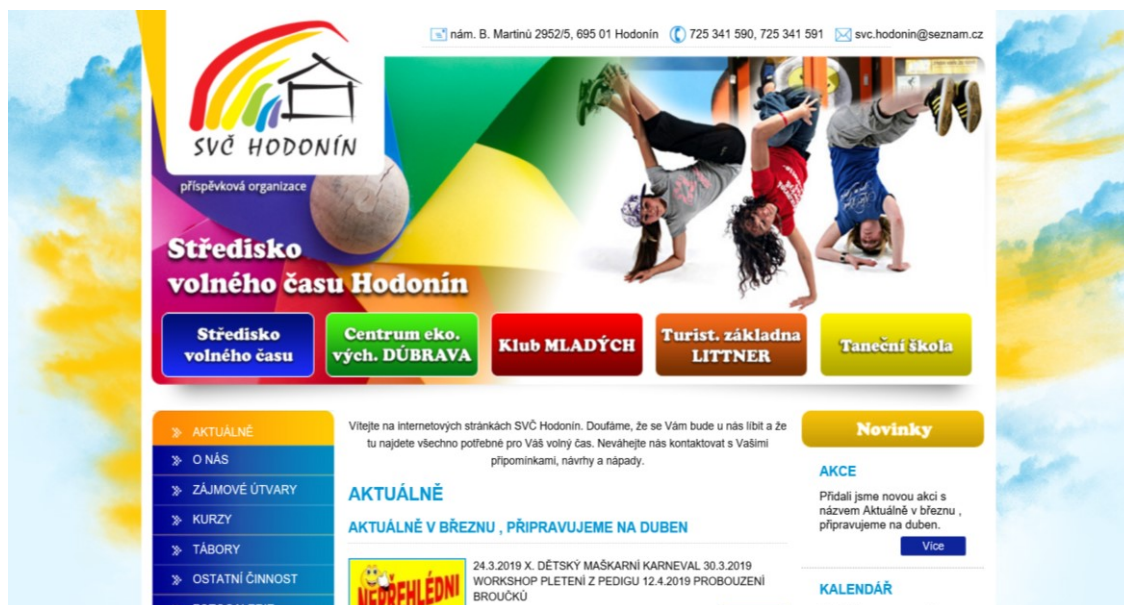 nám. B. Martinů 2952/5, 695 01 Hodonín
725 341 590, 725 341 591
svc.hodonin@seznam.cz
SVČ HODONÍN
příspěvková organizace
Středisko
volného času Hodonín
Středisko
volného času
Centrum eko.
vých. DÚBRAVA
Klub MLADÝCH
Turist. základna
LITTNER
Taneční škola
AKTUÁLNĚ
O NÁS
ZÁJMOVÉ ÚTVARY
KURZY
TÁBORY
OSTATNÍ ČINNOST
Vítejte na internetových stránkách SVČ Hodonín. Doufáme, že se Vám bude u nás líbit a že
tu najdete všechno potřebné pro Váš volný čas. Neváhejte nás kontaktovat s Vašimi
připomínkami, návrhy a nápady.
AKTUÁLNĚ
AKTUÁLNĚ V BŘEZNU , PŘIPRAVUJEME NA DUBEN
NEPŘEHLÉDNI
24.3.2019 X. DĚTSKÝ MAŠKARNÍ KARNEVAL 30.3.2019
WORKSHOP PLETENÍ Z PEDIGU 12.4.2019 PROBOUZENÍ
BROUČKŮ
Novinky
AKCE
Přidali jsme novou akci s
názvem Aktuálně v březnu ,
připravujeme na duben.
Více
KALENDÁŘ